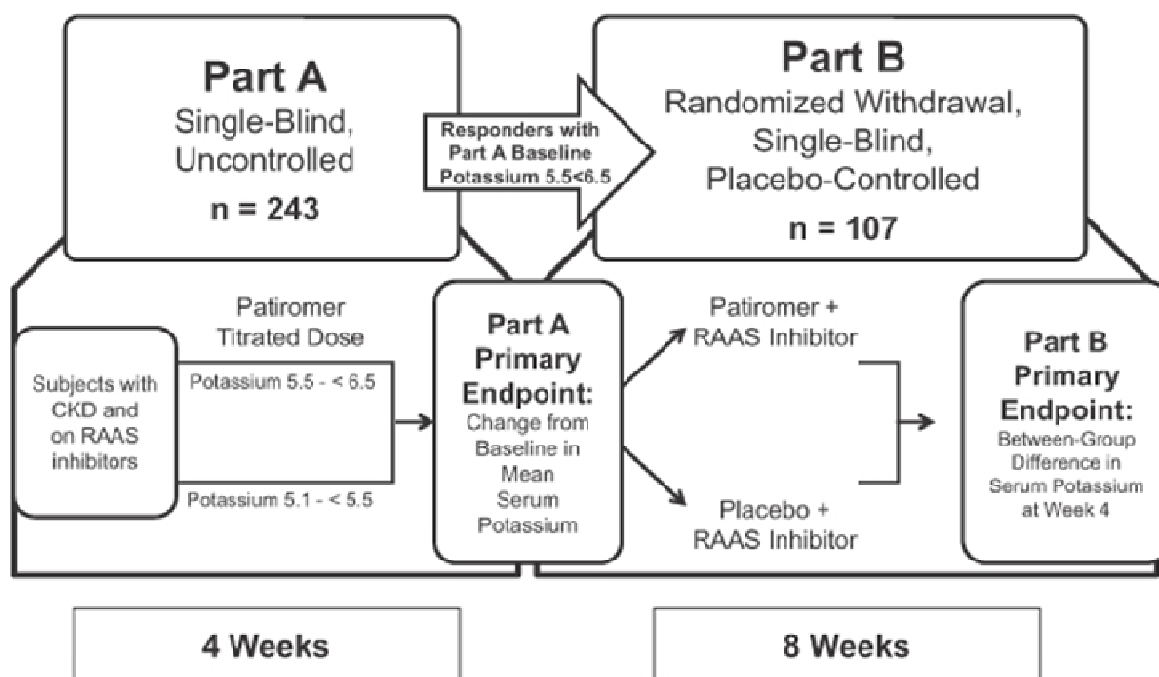 Part A
Single-Blind,
Uncontrolled
n = 243
Responders with
Part A Baseline
Potassium 5.5<6.5
Part B
Randomized Withdrawal,
Single-Blind,
Placebo-Controlled
n = 107
Subjects with
CKD and
on RAAS
inhibitors
Patiromer
Titrated Dose
Potassium 5.5 - < 6.5
Potassium 5.1 - < 5.5
Part A
Primary
Endpoint:
Change from
Baseline in
Mean
Serum
Potassium
Patiromer +
RAAS Inhibitor
Placebo +
RAAS Inhibitor
Part B
Primary
Endpoint:
Between-Group
Difference in
Serum Potassium
at Week 4
4 Weeks
8 Weeks